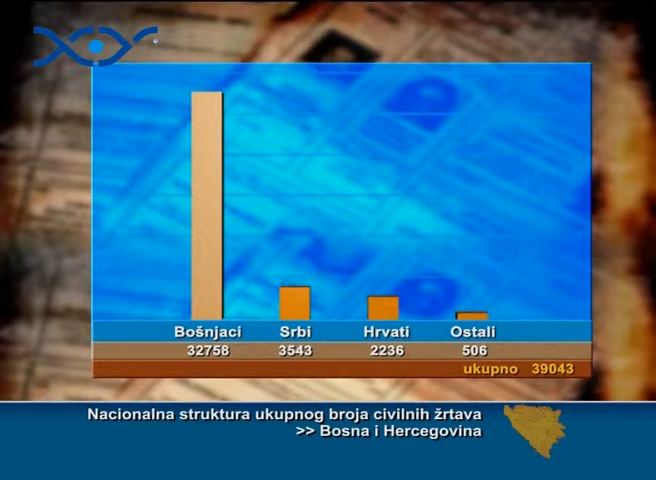 Bošnjaci Srbi Hrvati Ostali
32758 3543 2236 506
ukupno 39043
Nacionalna struktura ukupnog broja civilnih žrtava
>> Bosna i Hercegovina